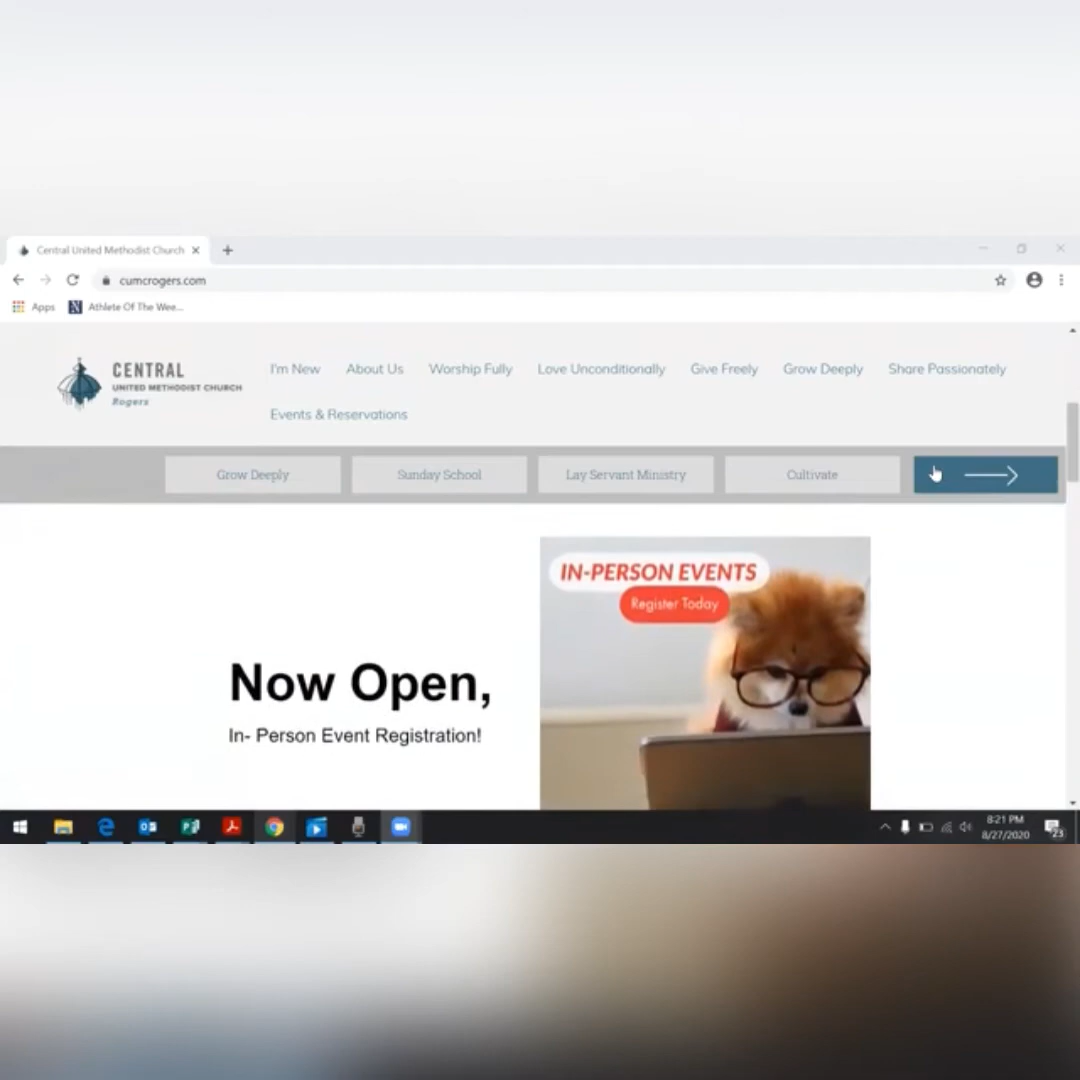 Central United Methodist Church
cumcrogers.com
Apps
Athlete Of The Wee...
CENTRAL
UNITED METHODIST CHURCH
Rogers
I'm New
About Us
Worship Fully
Love Unconditionally
Give Freely
Grow Deeply
Share Passionately
Events & Reservations
Grow Deeply
Sunday School
Lay Servant Ministry
Cultivate
IN-PERSON EVENTS
Register Today
Now Open,
In- Person Event Registration!
8:21 PM
8/27/2020
23